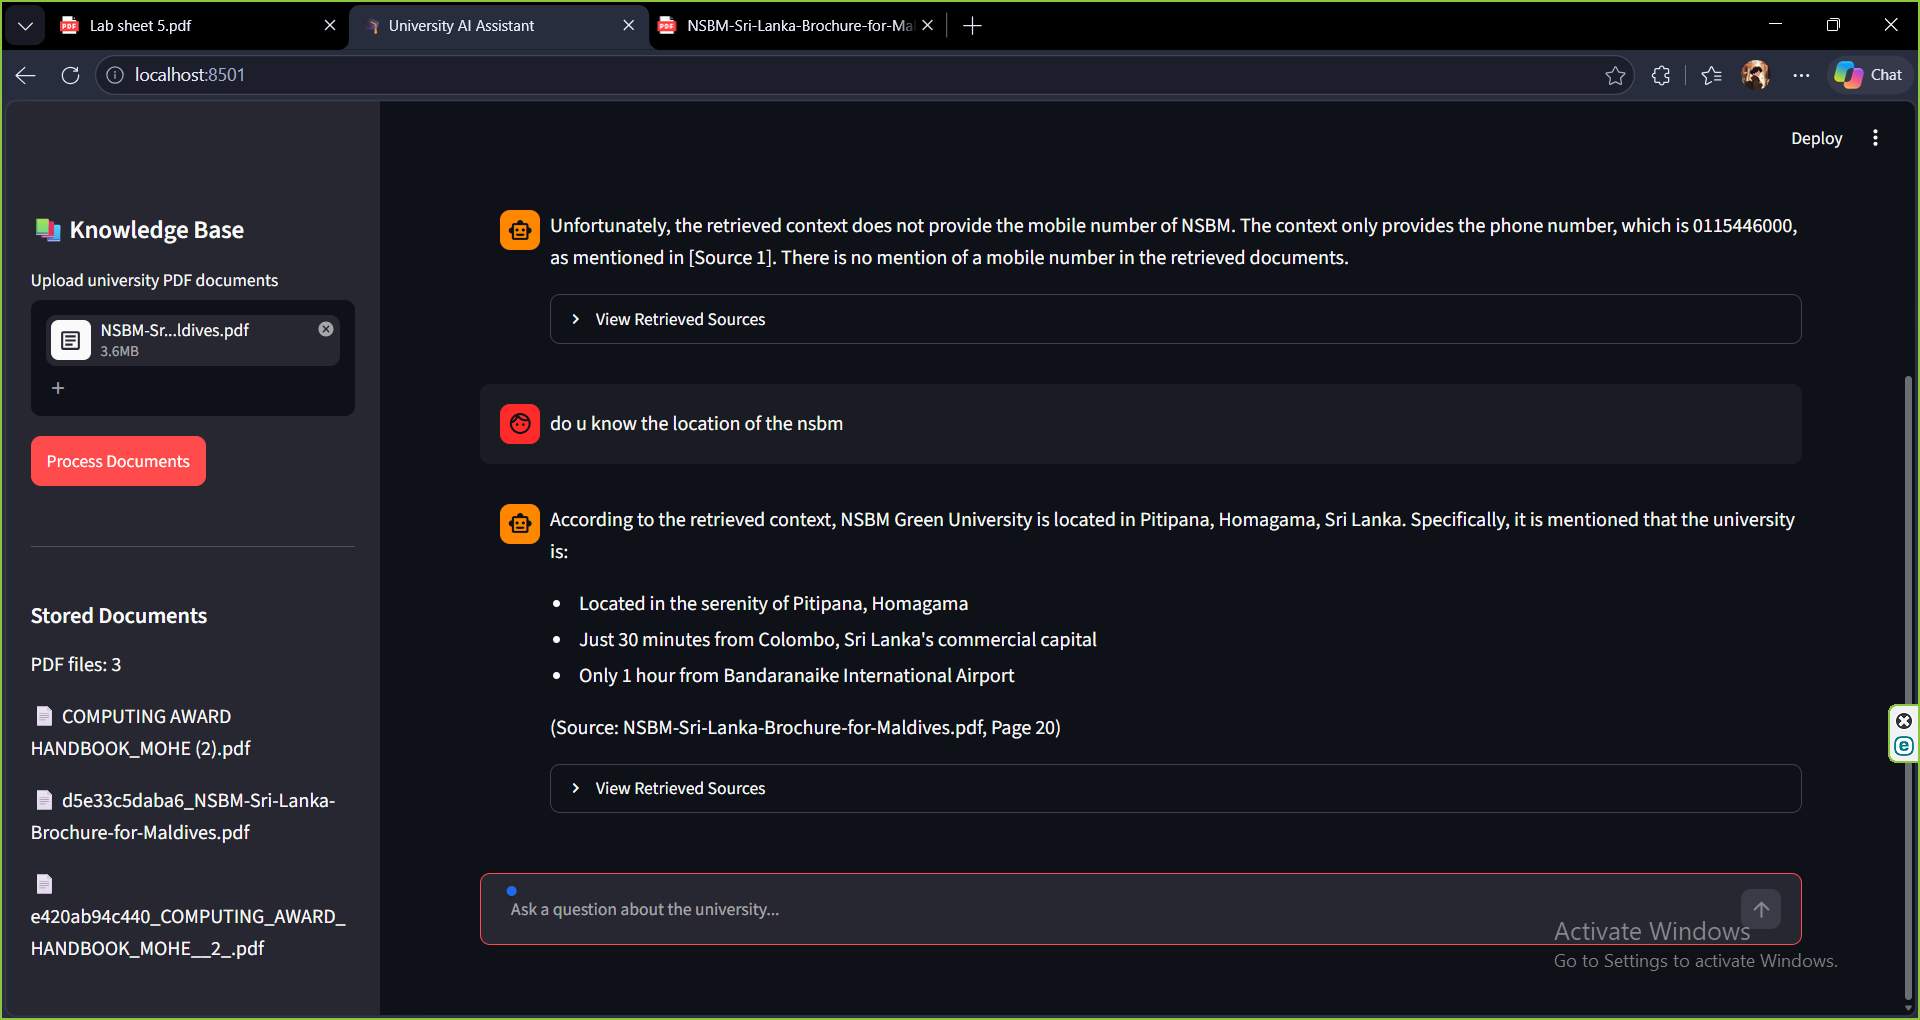 Lab sheet 5.pdf
University AI Assistant
NSBM-Sri-Lanka-Brochure-for-Ma
localhost:8501
Chat
Deploy
Knowledge Base
Upload university PDF documents
NSBM-Sr...ldives.pdf
3.6MB
Process Documents
Stored Documents
PDF files: 3
COMPUTING AWARD
HANDBOOK_MOHE (2).pdf
d5e33c5daba6_NSBM-Sri-Lanka-
Brochure-for-Maldives.pdf
e420ab94c440_COMPUTING_AWARD_
HANDBOOK_MOHE__2_.pdf
Unfortunately, the retrieved context does not provide the mobile number of NSBM. The context only provides the phone number, which is 0115446000,
as mentioned in [Source 1]. There is no mention of a mobile number in the retrieved documents.
View Retrieved Sources
do u know the location of the nsbm
According to the retrieved context, NSBM Green University is located in Pitipana, Homagama, Sri Lanka. Specifically, it is mentioned that the university
is:
• Located in the serenity of Pitipana, Homagama
• Just 30 minutes from Colombo, Sri Lanka's commercial capital
• Only 1 hour from Bandaranaike International Airport
(Source: NSBM-Sri-Lanka-Brochure-for-Maldives.pdf, Page 20)
View Retrieved Sources
Ask a question about the university...
Activate Windows
Go to Settings to activate Windows.